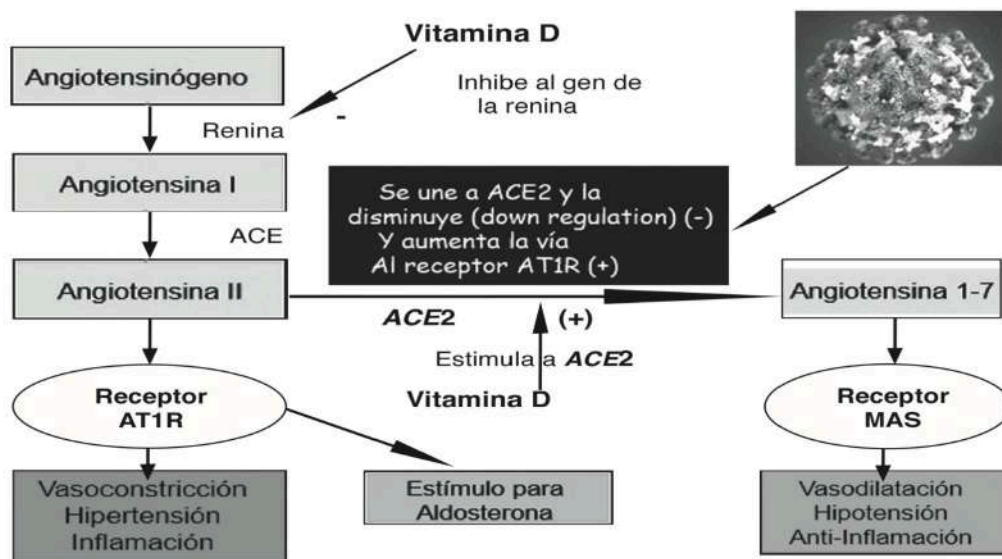 Vitamina D
Angiotensinógeno
Inhibe al gen de
la renina
Renina
-
Angiotensina I
Se une a ACE2 y la
disminuye (down regulation) (-)
Y aumenta la vía
Al receptor AT1R (+)
ACE
Angiotensina II
Angiotensina 1-7
ACE2
(+)
Estimula a ACE2
Vitamina D
Receptor
AT1R
Receptor
MAS
Vasoconstricción
Hipertensión
Inflamación
Estímulo para
Aldosterona
Vasodilatación
Hipotensión
Anti-Inflamación